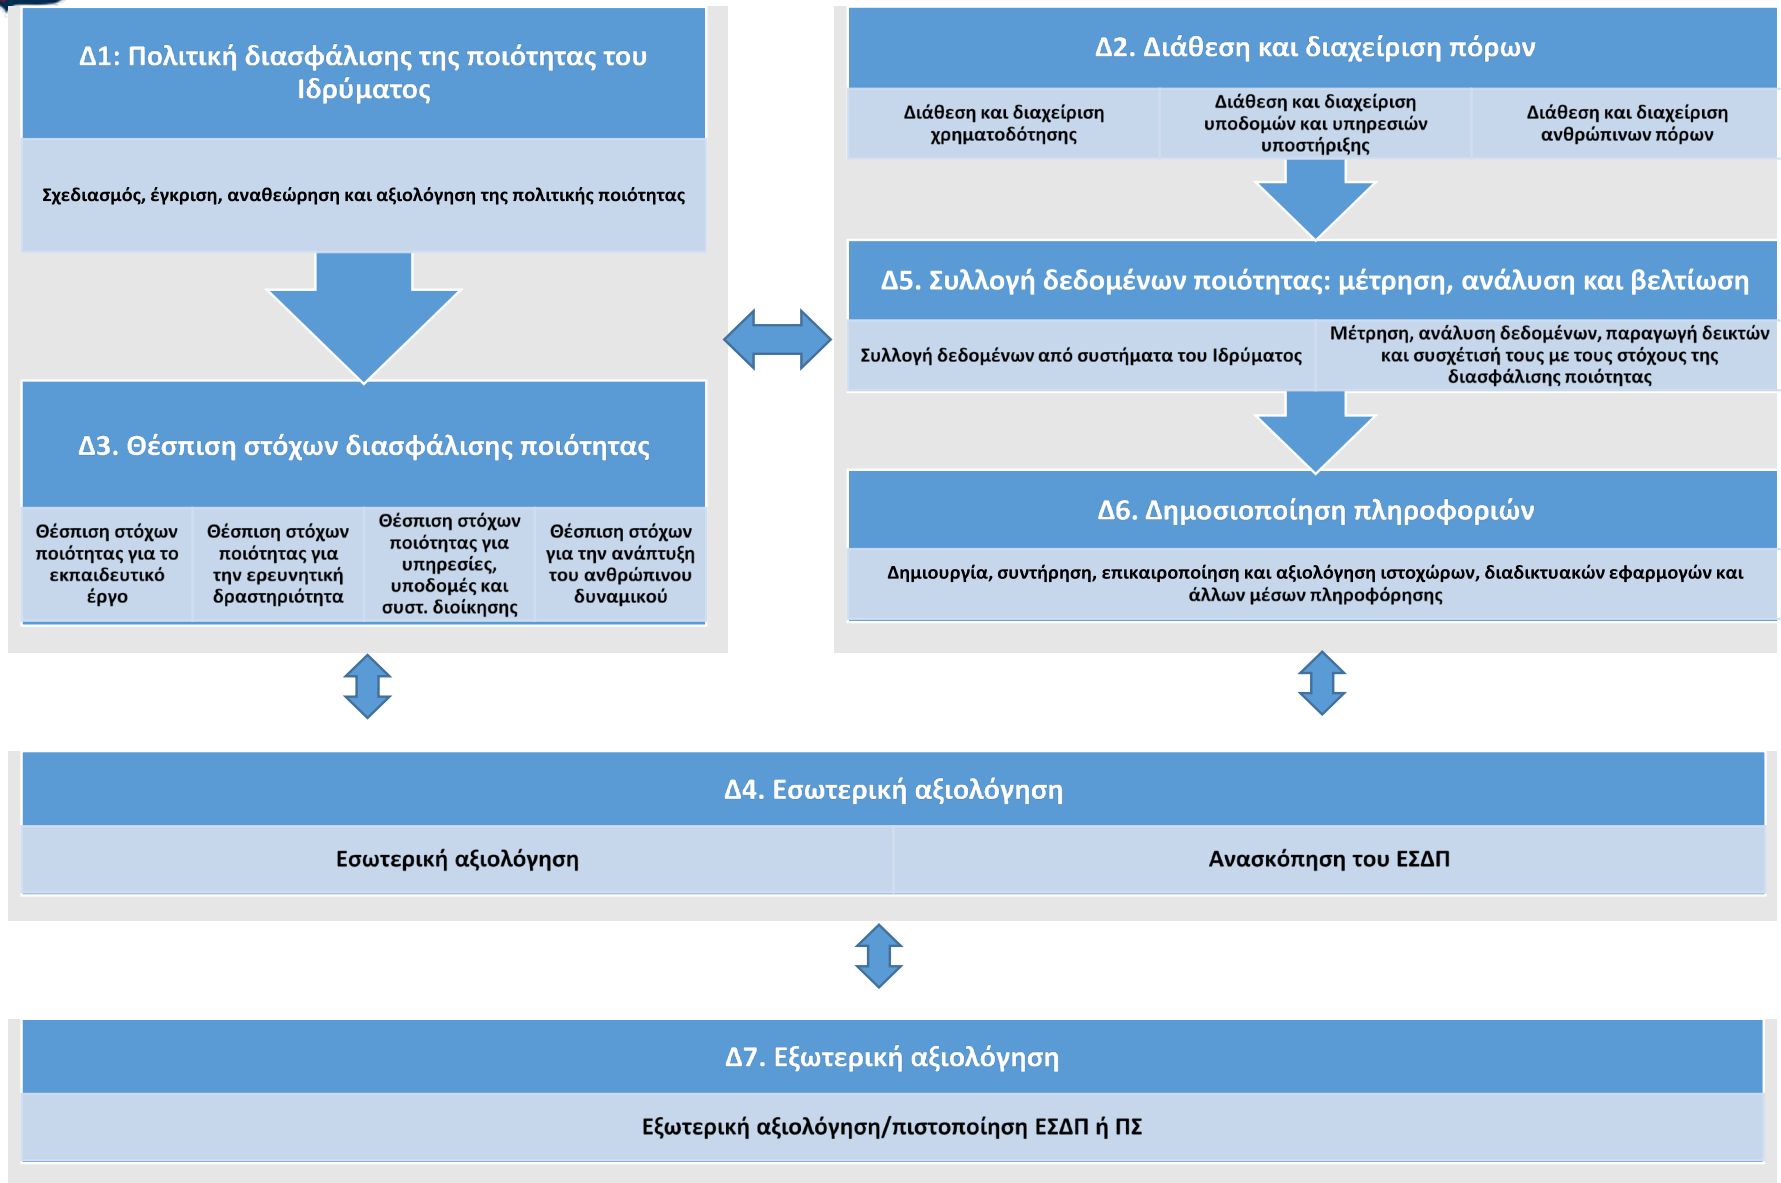 Δ1: Πολιτική διασφάλισης της ποιότητας του
Ιδρύματος
Σχεδιασμός, έγκριση, αναθεώρηση και αξιολόγηση της πολιτικής ποιότητας
Δ3. Θέσπιση στόχων διασφάλισης ποιότητας
Θέσπιση στόχων
ποιότητας για το
εκπαιδευτικό
έργο
Θέσπιση στόχων
ποιότητας για
την ερευνητική
δραστηριότητα
Θέσπιση στόχων
ποιότητας για
υπηρεσίες,
υποδομές και
συστ. διοίκησης
Θέσπιση στόχων
για την ανάπτυξη
του ανθρώπινου
δυναμικού
Δ2. Διάθεση και διαχείριση πόρων
Διάθεση και διαχείριση
χρηματοδότησης
Διάθεση και διαχείριση
υποδομών και υπηρεσιών
υποστήριξης
Διάθεση και διαχείριση
ανθρώπινων πόρων
Δ5. Συλλογή δεδομένων ποιότητας: μέτρηση, ανάλυση και βελτίωση
Συλλογή δεδομένων από συστήματα του Ιδρύματος
Μέτρηση, ανάλυση δεδομένων, παραγωγή δεικτών
και συσχέτισή τους με τους στόχους της
διασφάλισης ποιότητας
Δ6. Δημοσιοποίηση πληροφοριών
Δημιουργία, συντήρηση, επικαιροποίηση και αξιολόγηση ιστοχώρων, διαδικτυακών εφαρμογών και
άλλων μέσων πληροφόρησης
Δ4. Εσωτερική αξιολόγηση
Εσωτερική αξιολόγηση
Ανασκόπηση του ΕΣΔΠ
Δ7. Εξωτερική αξιολόγηση
Εξωτερική αξιολόγηση/πιστοποίηση ΕΣΔΠ ή ΠΣ